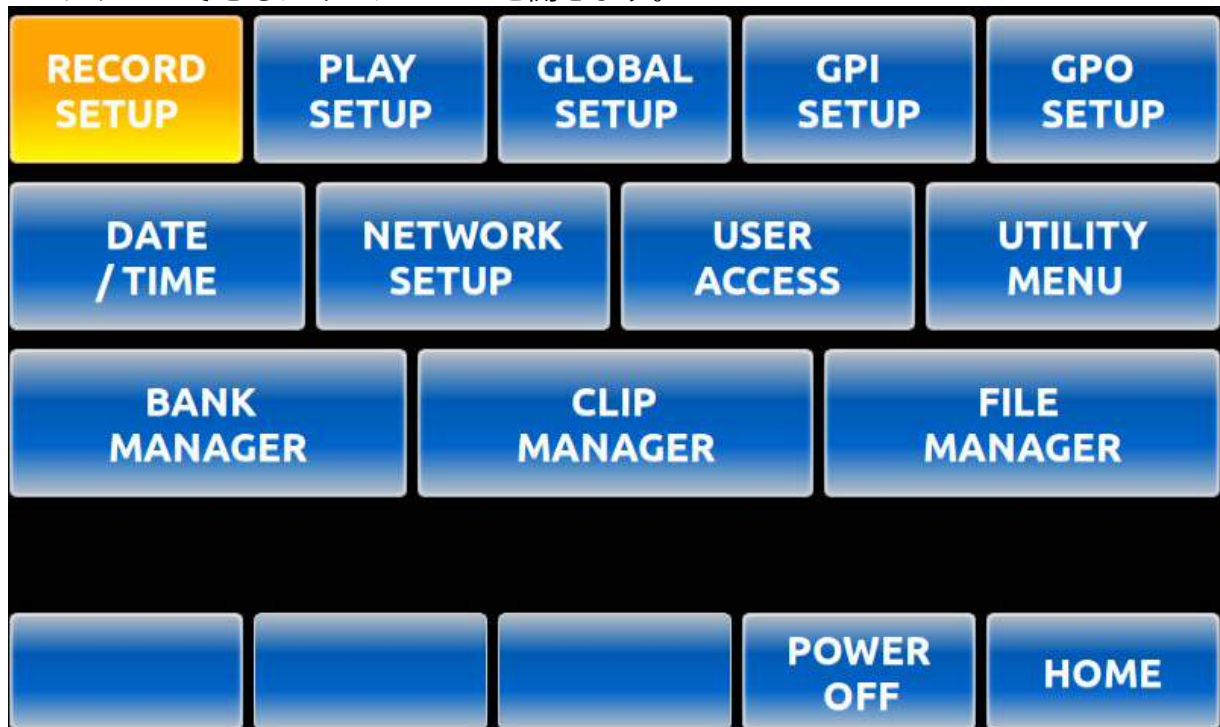 RECORD SETUP
PLAY SETUP
GLOBAL SETUP
GPI SETUP
GPO SETUP
DATE / TIME
NETWORK SETUP
USER ACCESS
UTILITY MENU
BANK MANAGER
CLIP MANAGER
FILE MANAGER
POWER OFF
HOME